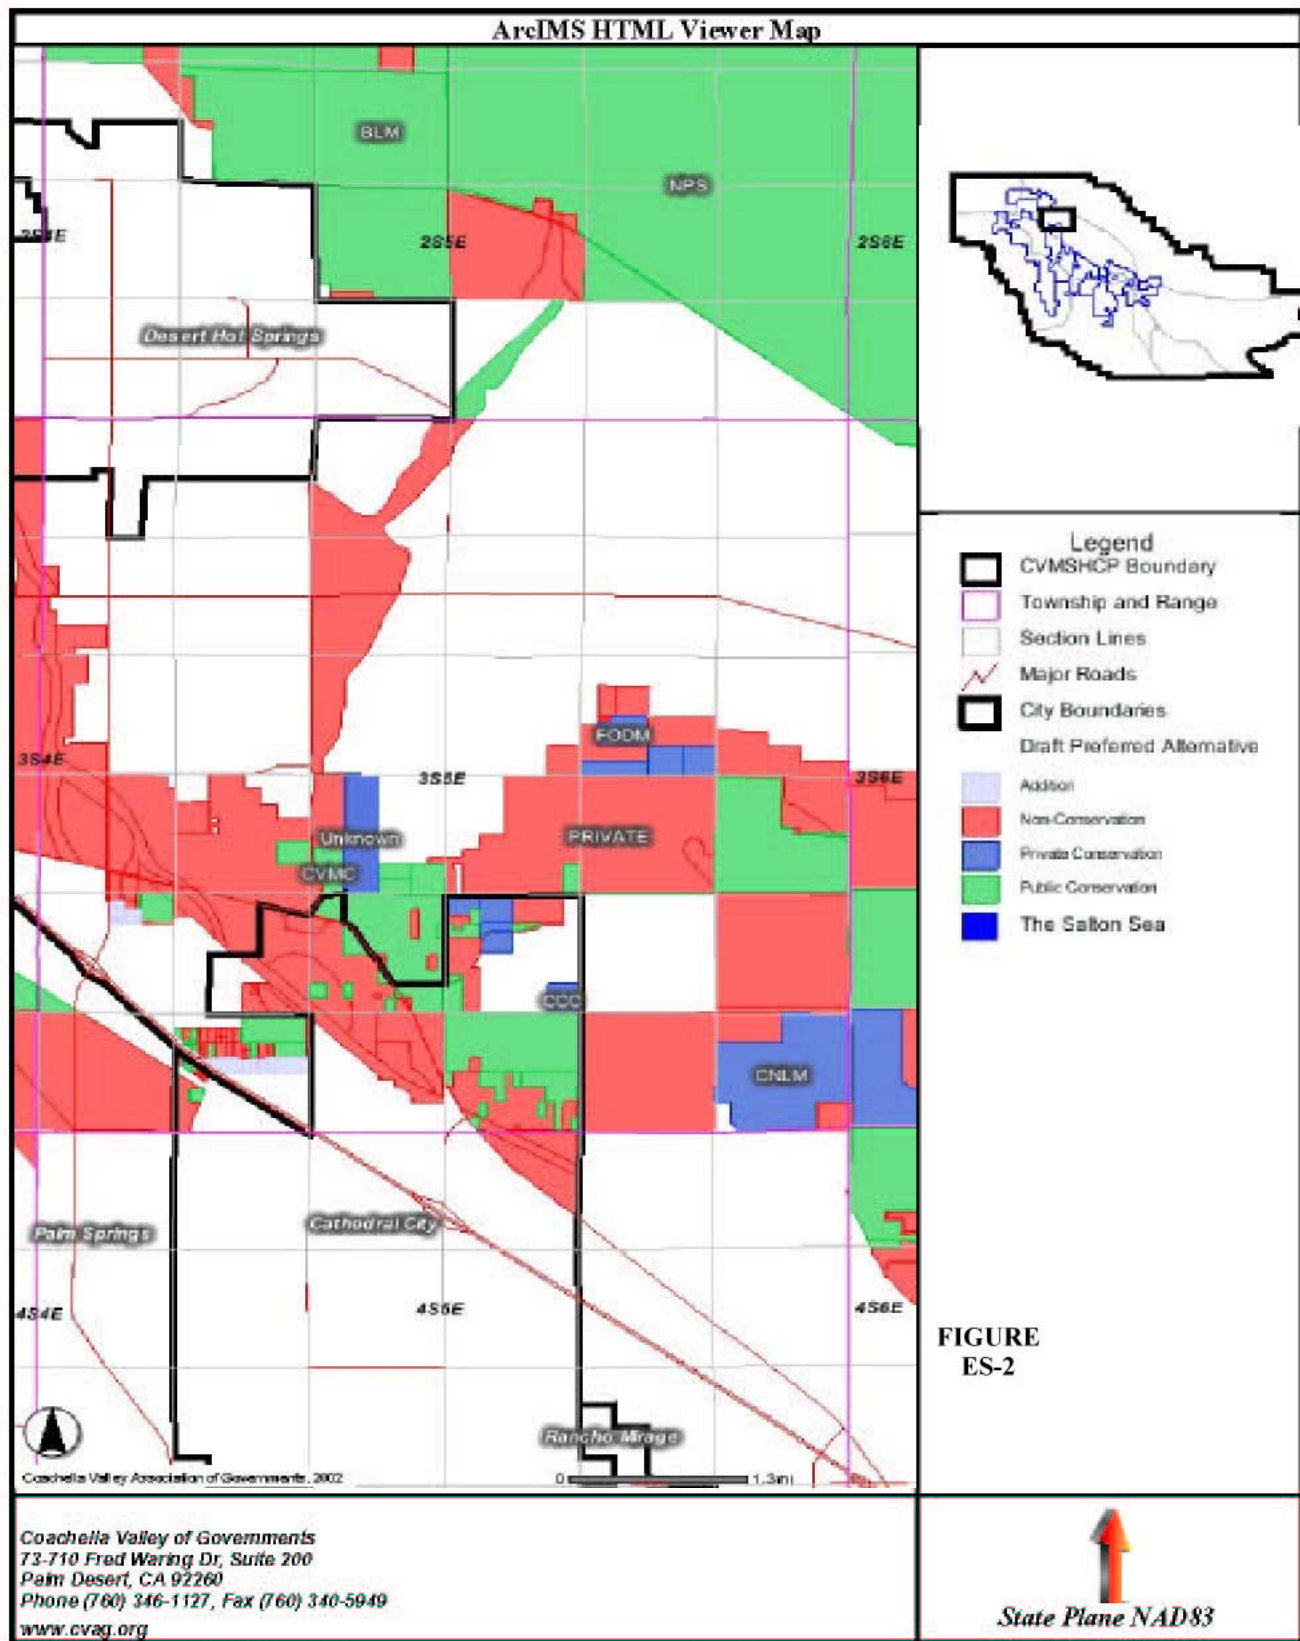 ArcIMS HTML Viewer Map
BLM
NPS
2S4E
2S5E
2S6E
Desert Hot Springs
FODM
3S4E
3S5E
3S6E
Unknown
PRIVATE
CVMC
CCC
CNLM
Palm Springs
Cathedral City
4S4E
4S5E
4S6E
Rancho Mirage
Coachella Valley Association of Governments, 2002
0 1.3mi
Legend
CVMSHCP Boundary
Township and Range
Section Lines
Major Roads
City Boundaries
Draft Preferred Alternative
Addition
Non-Conservation
Private Conservation
Public Conservation
The Salton Sea
FIGURE
ES-2
Coachella Valley of Governments
73-710 Fred Waring Dr, Suite 200
Palm Desert, CA 92260
Phone (760) 346-1127, Fax (760) 340-5949
www.cvag.org
State Plane NAD83